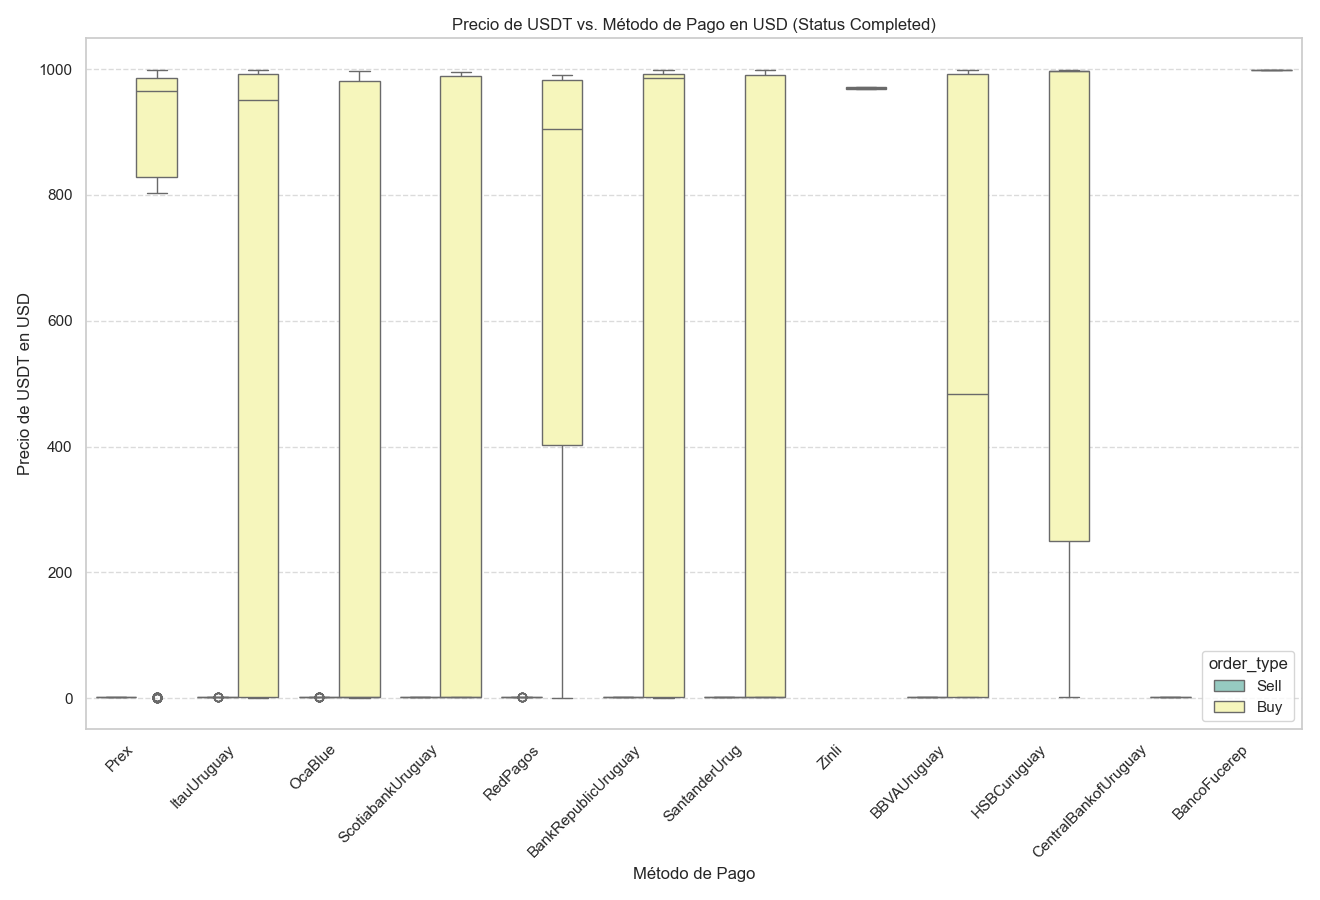 Precio de USDT vs. Método de Pago en USD (Status Completed)
Precio de USDT en USD
1000
800
600
400
200
0
order_type
Sell
Buy
Prex
ItauUruguay
OcaBlue
ScotiabankUruguay
RedPagos
BankRepublicUruguay
SantanderUrug
Zinli
BBVAUruguay
HSBCuruguay
CentralBankofUruguay
BancoFucerep
Método de Pago